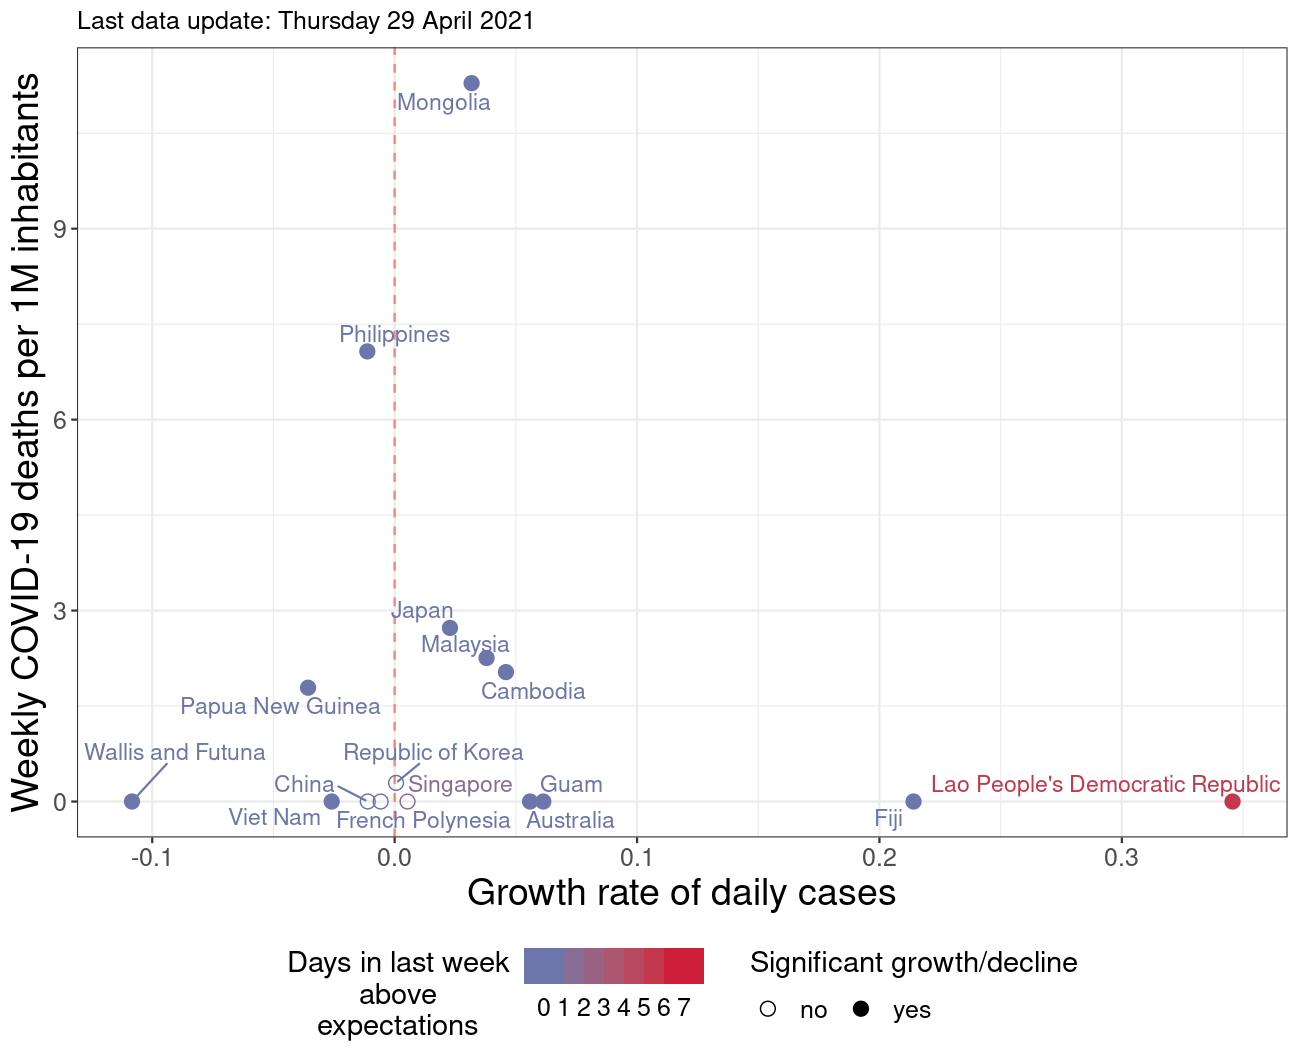 Last data update: Thursday 29 April 2021
Weekly COVID-19 deaths per 1M inhabitants
9
6
3
0
Mongolia
Philippines
Japan
Malaysia
Cambodia
Papua New Guinea
Wallis and Futuna
Republic of Korea
China
Singapore
Guam
Lao People's Democratic Republic
Viet Nam
French Polynesia
Australia
Fiji
-0.1
0.0
0.1
0.2
0.3
Growth rate of daily cases
Days in last week
above
expectations
0 1 2 3 4 5 6 7
Significant growth/decline
no
yes